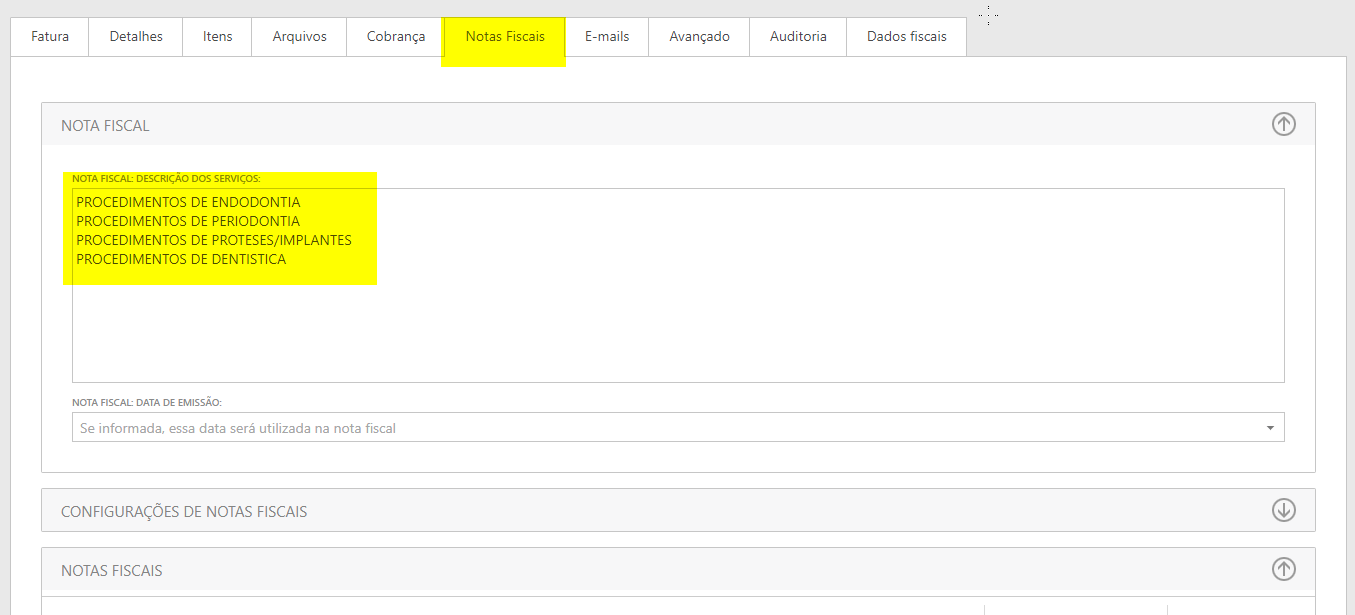 Fatura Detalhes Itens Arquivos Cobrança Notas Fiscais E-mails Avançado Auditoria Dados fiscais
NOTA FISCAL
NOTA FISCAL: DESCRIÇÃO DOS SERVIÇOS:
PROCEDIMENTOS DE ENDODONTIA
PROCEDIMENTOS DE PERIODONTIA
PROCEDIMENTOS DE PROTESES/IMPLANTES
PROCEDIMENTOS DE DENTISTICA
NOTA FISCAL: DATA DE EMISSÃO:
Se informada, essa data será utilizada na nota fiscal
CONFIGURAÇÕES DE NOTAS FISCAIS
NOTAS FISCAIS